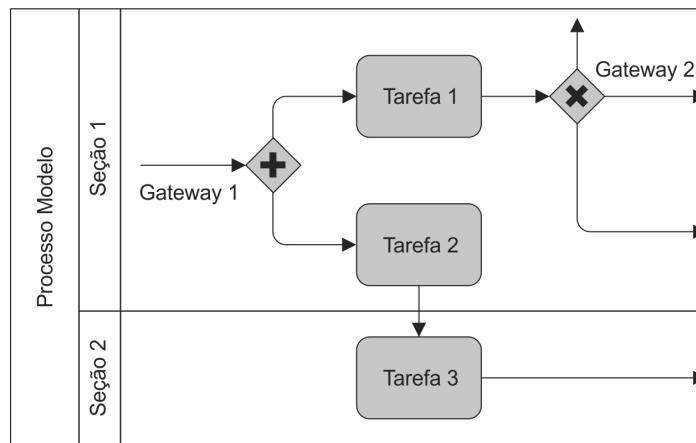 Processo Modelo
Seção 1
Gateway 1
Tarefa 1
Gateway 2
Tarefa 2
Seção 2
Tarefa 3